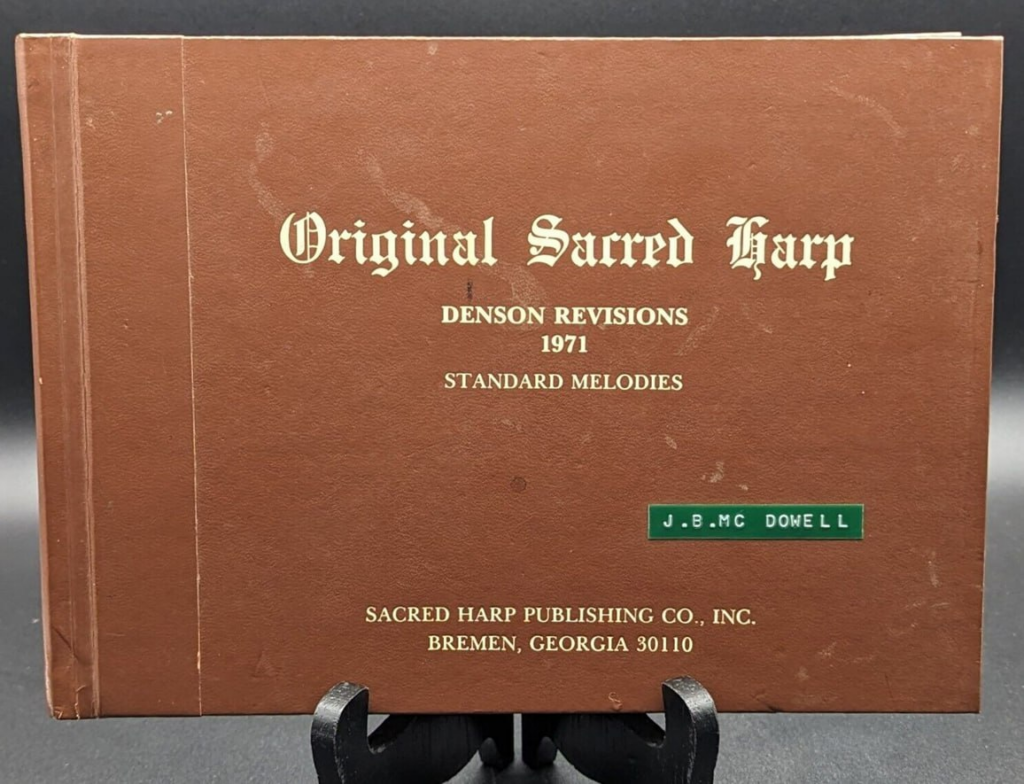 Original Sacred Harp
DENSON REVISIONS
1971
STANDARD MELODIES
J.B.MC DOWELL
SACRED HARP PUBLISHING CO., INC.
BREMEN, GEORGIA 30110